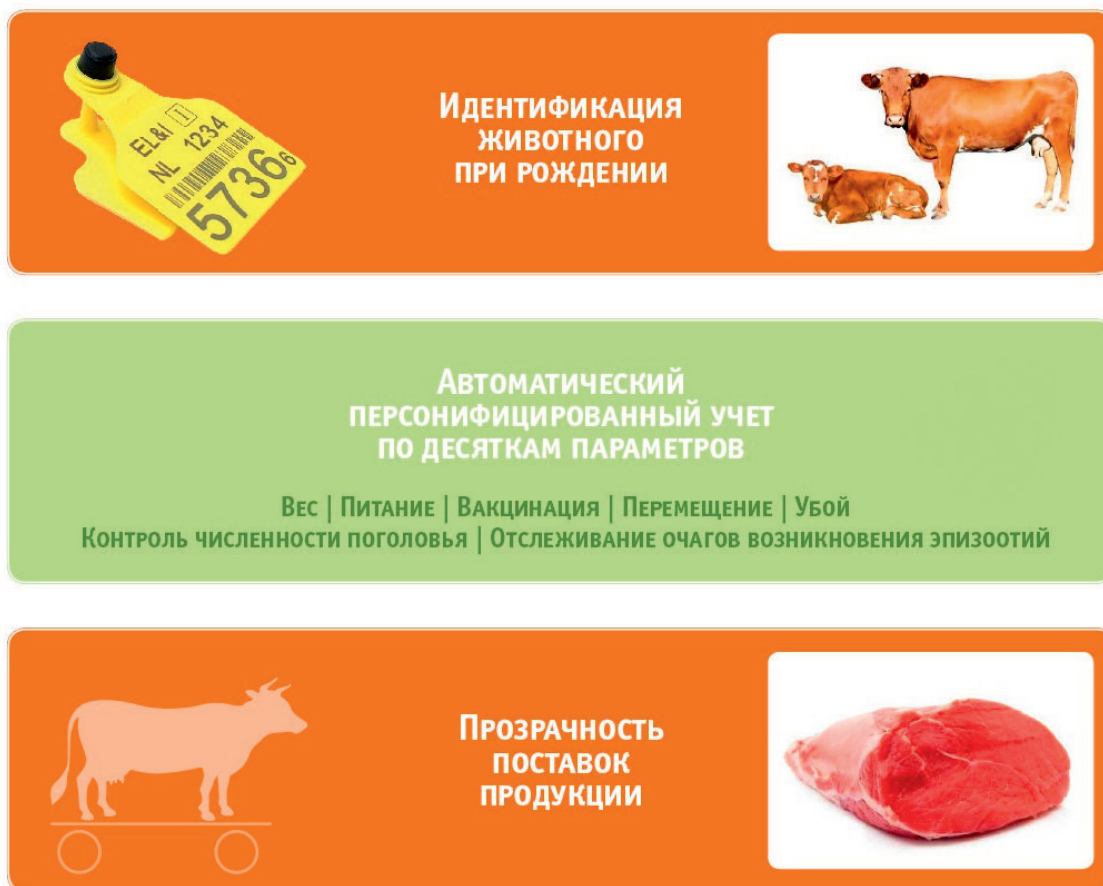 EL&I I
NL 1234
57366
Идентификация
животного
при рождении
Автоматический
персонифицированный учет
по десяткам параметров
Вес | Питание | Вакцинация | Перемещение | Убой
Контроль численности поголовья | Отслеживание очагов возникновения эпизоотий
Прозрачность
поставок
продукции